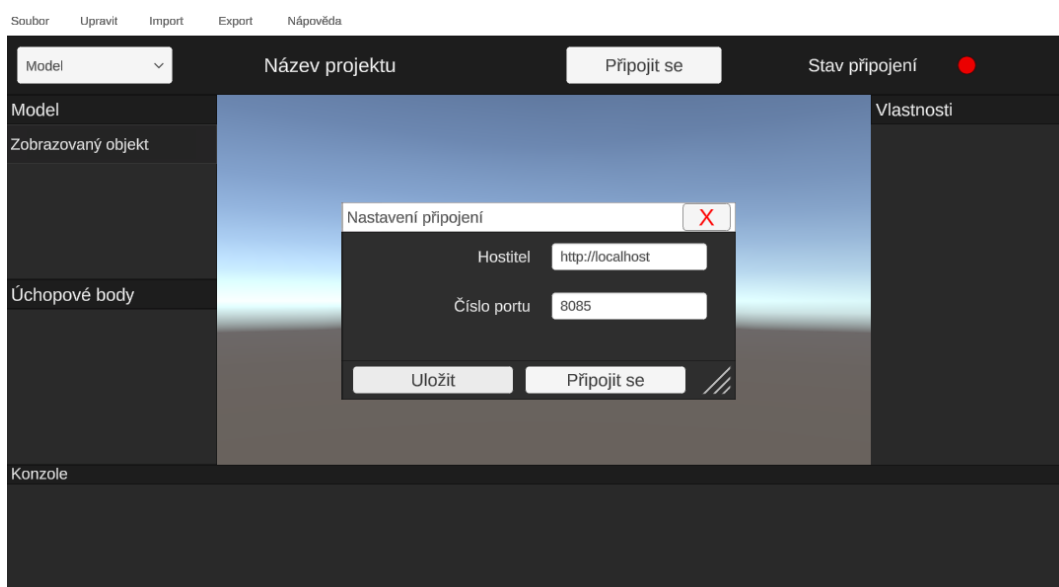 Soubor Upravit Import Export Nápověda
Model Název projektu Připojit se Stav připojení
Model
Vlastnosti
Zobrazovaný objekt
Nastavení připojení X
Hostitel http://localhost
Úchopové body
Číslo portu 8085
Uložit Připojit se
Konzole